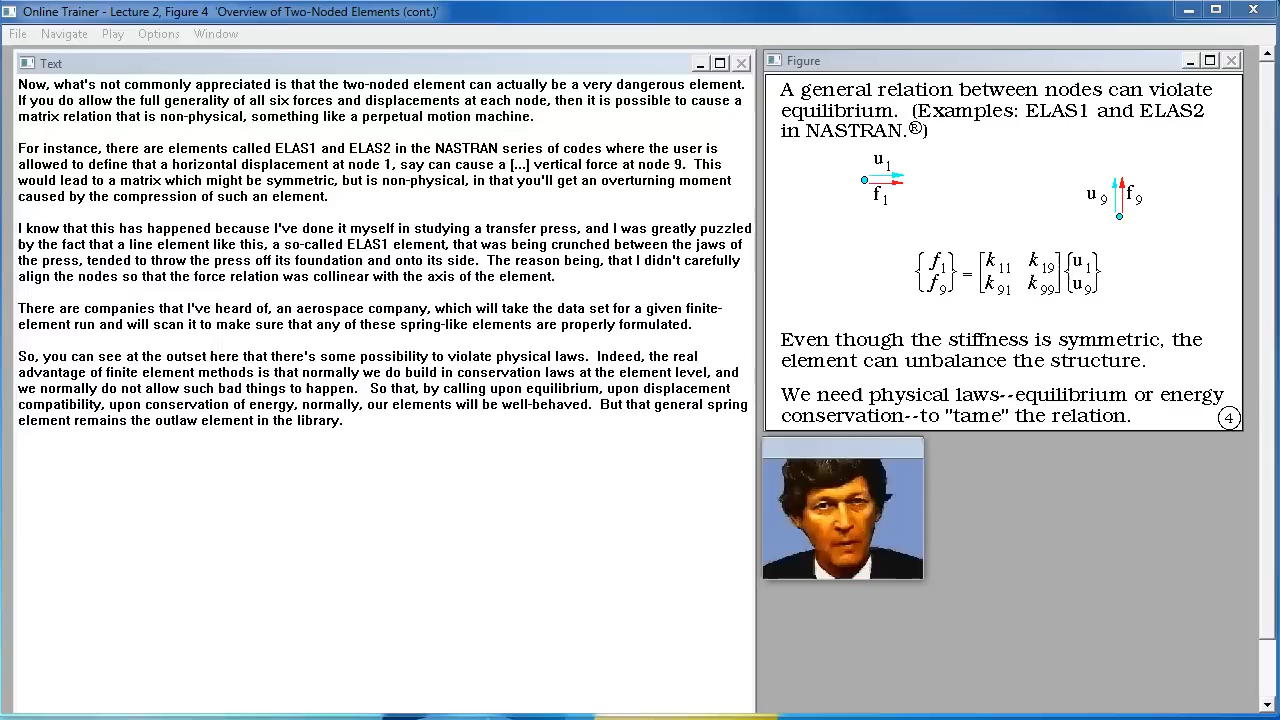 Online Trainer - Lecture 2, Figure 4 'Overview of Two-Noded Elements (cont.)'
File Navigate Play Options Window
Text
Now, what's not commonly appreciated is that the two-noded element can actually be a very dangerous element.
If you do allow the full generality of all six forces and displacements at each node, then it is possible to cause a
matrix relation that is non-physical, something like a perpetual motion machine.
For instance, there are elements called ELAS1 and ELAS2 in the NASTRAN series of codes where the user is
allowed to define that a horizontal displacement at node 1, say can cause a [...] vertical force at node 9. This
would lead to a matrix which might be symmetric, but is non-physical, in that you'll get an overturning moment
caused by the compression of such an element.
I know that this has happened because I've done it myself in studying a transfer press, and I was greatly puzzled
by the fact that a line element like this, a so-called ELAS1 element, that was being crunched between the jaws of
the press, tended to throw the press off its foundation and onto its side. The reason being, that I didn't carefully
align the nodes so that the force relation was collinear with the axis of the element.
There are companies that I've heard of, an aerospace company, which will take the data set for a given finite-
element run and will scan it to make sure that any of these spring-like elements are properly formulated.
So, you can see at the outset here that there's some possibility to violate physical laws. Indeed, the real
advantage of finite element methods is that normally we do build in conservation laws at the element level, and
we normally do not allow such bad things to happen. So that, by calling upon equilibrium, upon displacement
compatibility, upon conservation of energy, normally, our elements will be well-behaved. But that general spring
element remains the outlaw element in the library.
Figure
A general relation between nodes can violate
equilibrium. (Examples: ELAS1 and ELAS2
in NASTRAN.®)
u1
f1
u9 f9
{f1 f9} = [k11 k19 k91 k99] {u1 u9}
Even though the stiffness is symmetric, the
element can unbalance the structure.
We need physical laws--equilibrium or energy
conservation--to "tame" the relation.
4